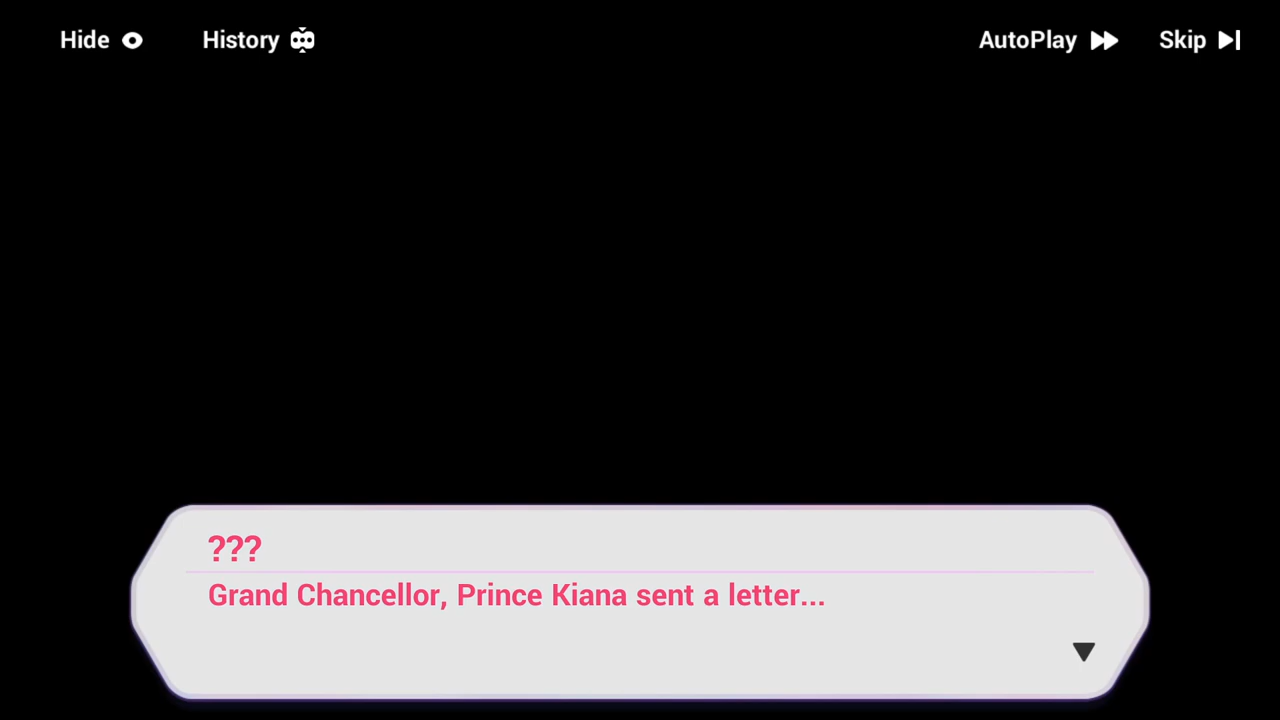 Hide
History
AutoPlay
Skip
???
Grand Chancellor, Prince Kiana sent a letter...